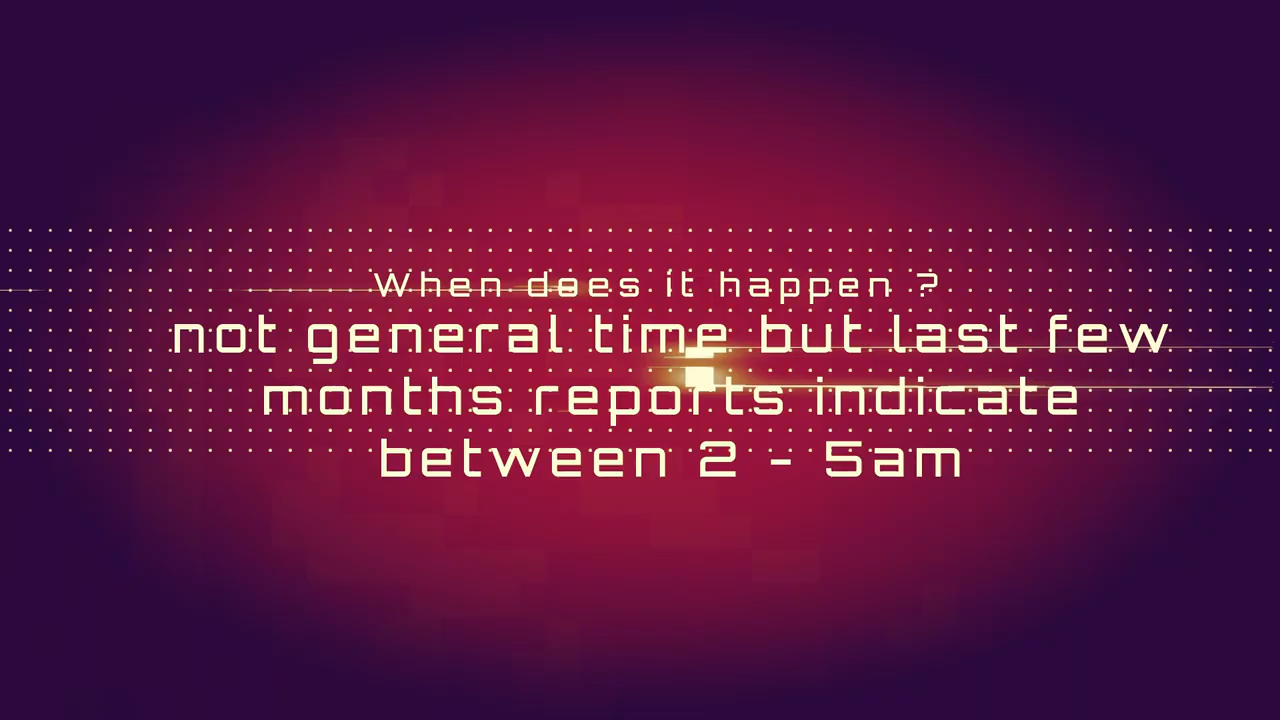 When does it happen ?
not general time but last few
months reports indicate
between 2 - 5am